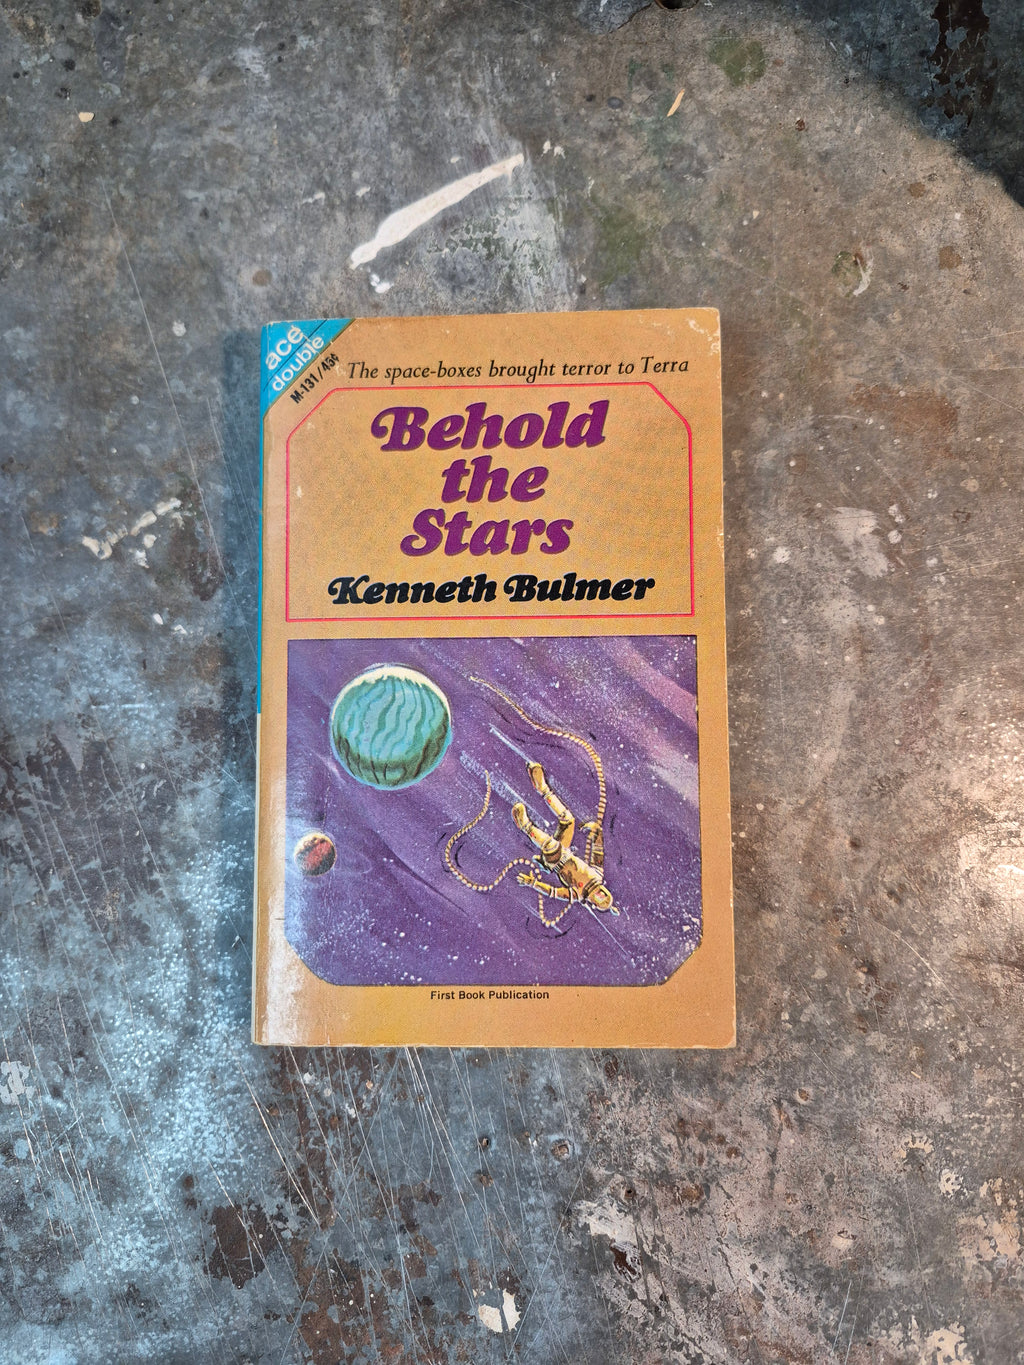 ace
double
M-131/45¢
The space-boxes brought terror to Terra
Behold
the
Stars
Kenneth Bulmer
First Book Publication